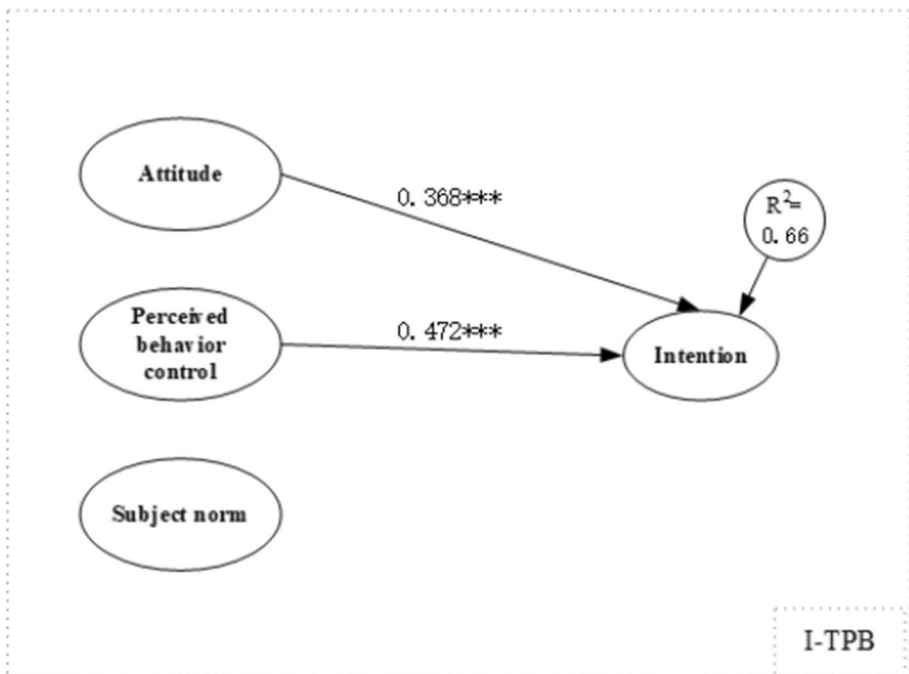 Attitude
0.368***
R²=
0.66
Perceived
behavior
control
0.472***
Intention
Subject norm
I-TPB